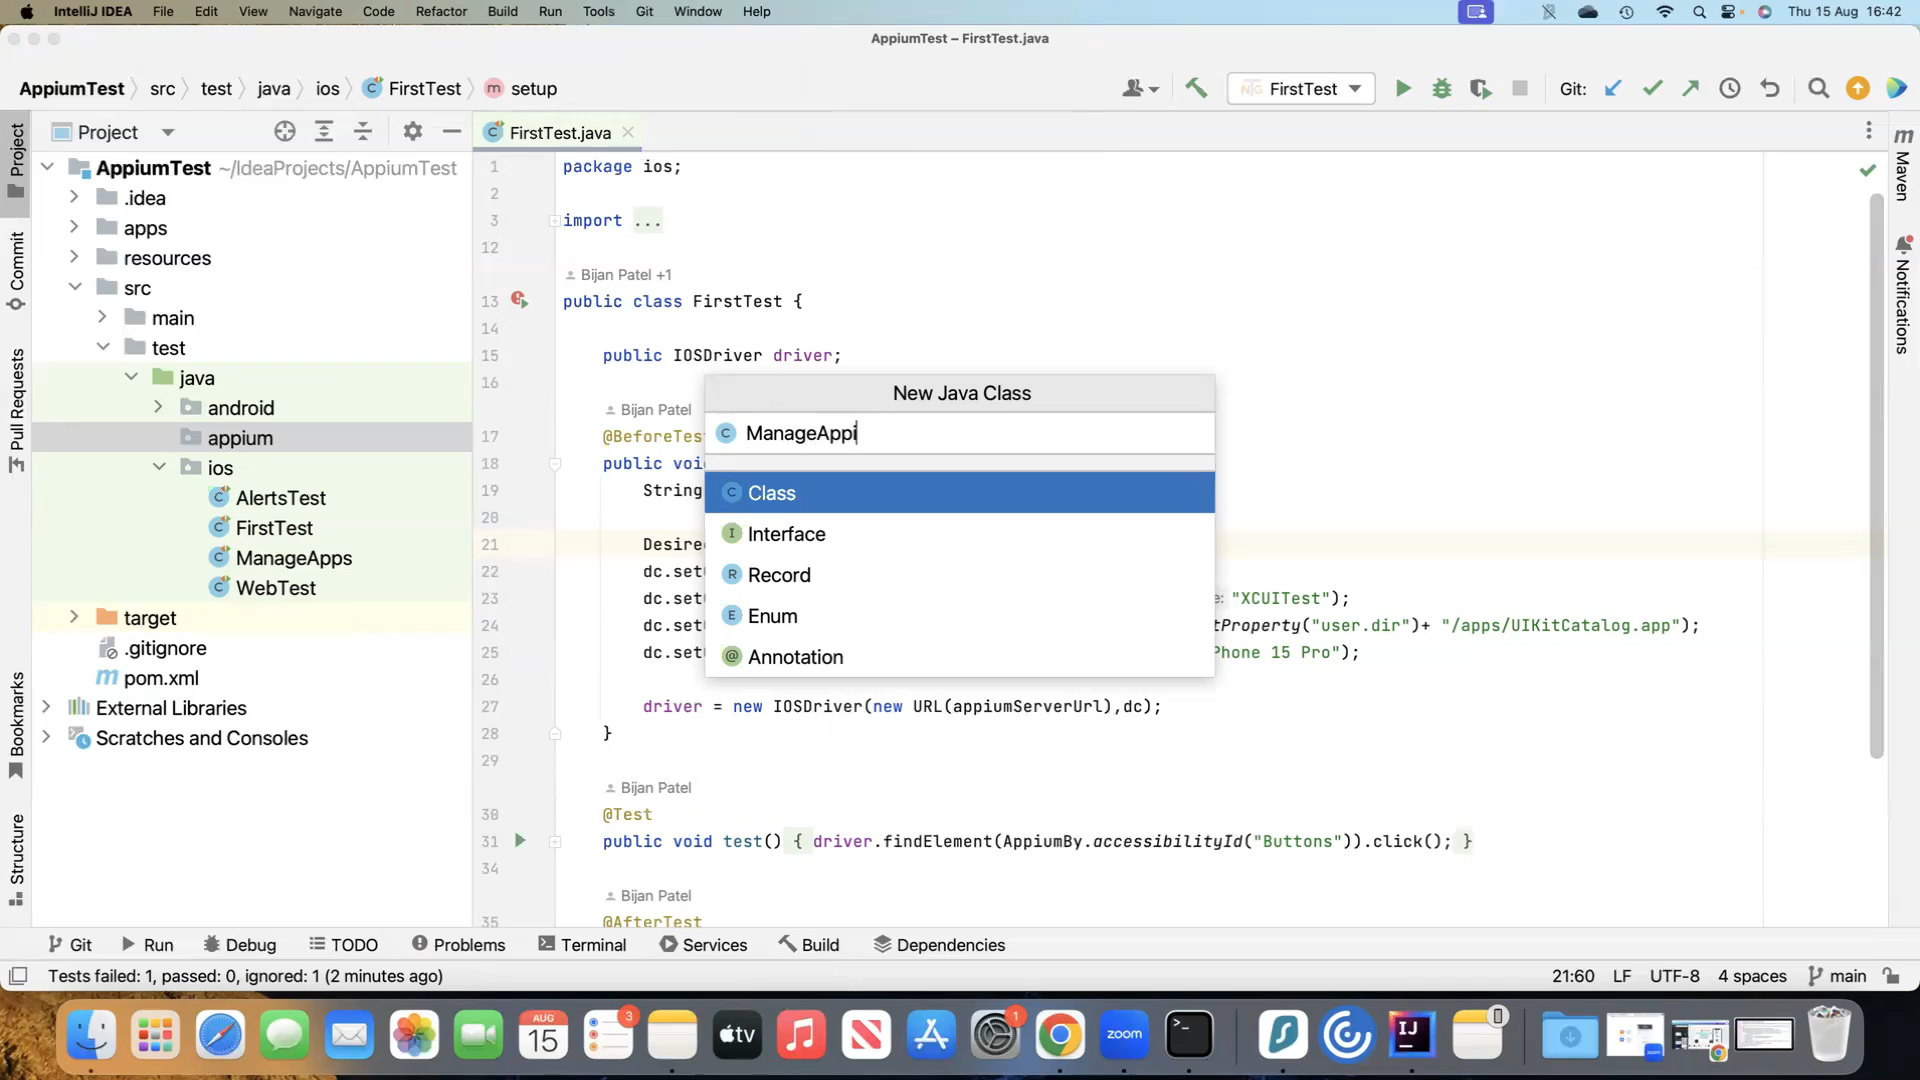 IntelliJ IDEA File Edit View Navigate Code Refactor Build Run Tools Git Window Help Thu 15 Aug 16:42
AppiumTest – FirstTest.java
AppiumTest src test java ios FirstTest m setup FirstTest Git:
Project
FirstTest.java
AppiumTest ~/IdeaProjects/AppiumTest
.idea
apps
resources
src
main
test
java
android
appium
ios
AlertsTest
FirstTest
ManageApps
WebTest
target
.gitignore
pom.xml
External Libraries
Scratches and Consoles
Project
Commit
Pull Requests
Bookmarks
Structure
1 package ios;
2
3 import ...
12
Bijan Patel +1
13 public class FirstTest {
14
15 public IOSDriver driver;
16
Bijan Patel
17 @BeforeTes
18 public voi
19 String
20
21 Desire
22 dc.set
23 dc.set e: "XCUITest");
24 dc.set tProperty("user.dir")+ "/apps/UIKitCatalog.app");
25 dc.set Phone 15 Pro");
26
27 driver = new IOSDriver(new URL(appiumServerUrl),dc);
28 }
29
Bijan Patel
30 @Test
31 public void test() { driver.findElement(AppiumBy.accessibilityId("Buttons")).click(); }
34
Bijan Patel
35 @AfterTest
New Java Class
C ManageAppi
C Class
I Interface
R Record
E Enum
@ Annotation
m Maven
Notifications
Git Run Debug TODO Problems Terminal Services Build Dependencies
Tests failed: 1, passed: 0, ignored: 1 (2 minutes ago) 21:60 LF UTF-8 4 spaces main
AUG
15
3
tv
1
zoom
IJ